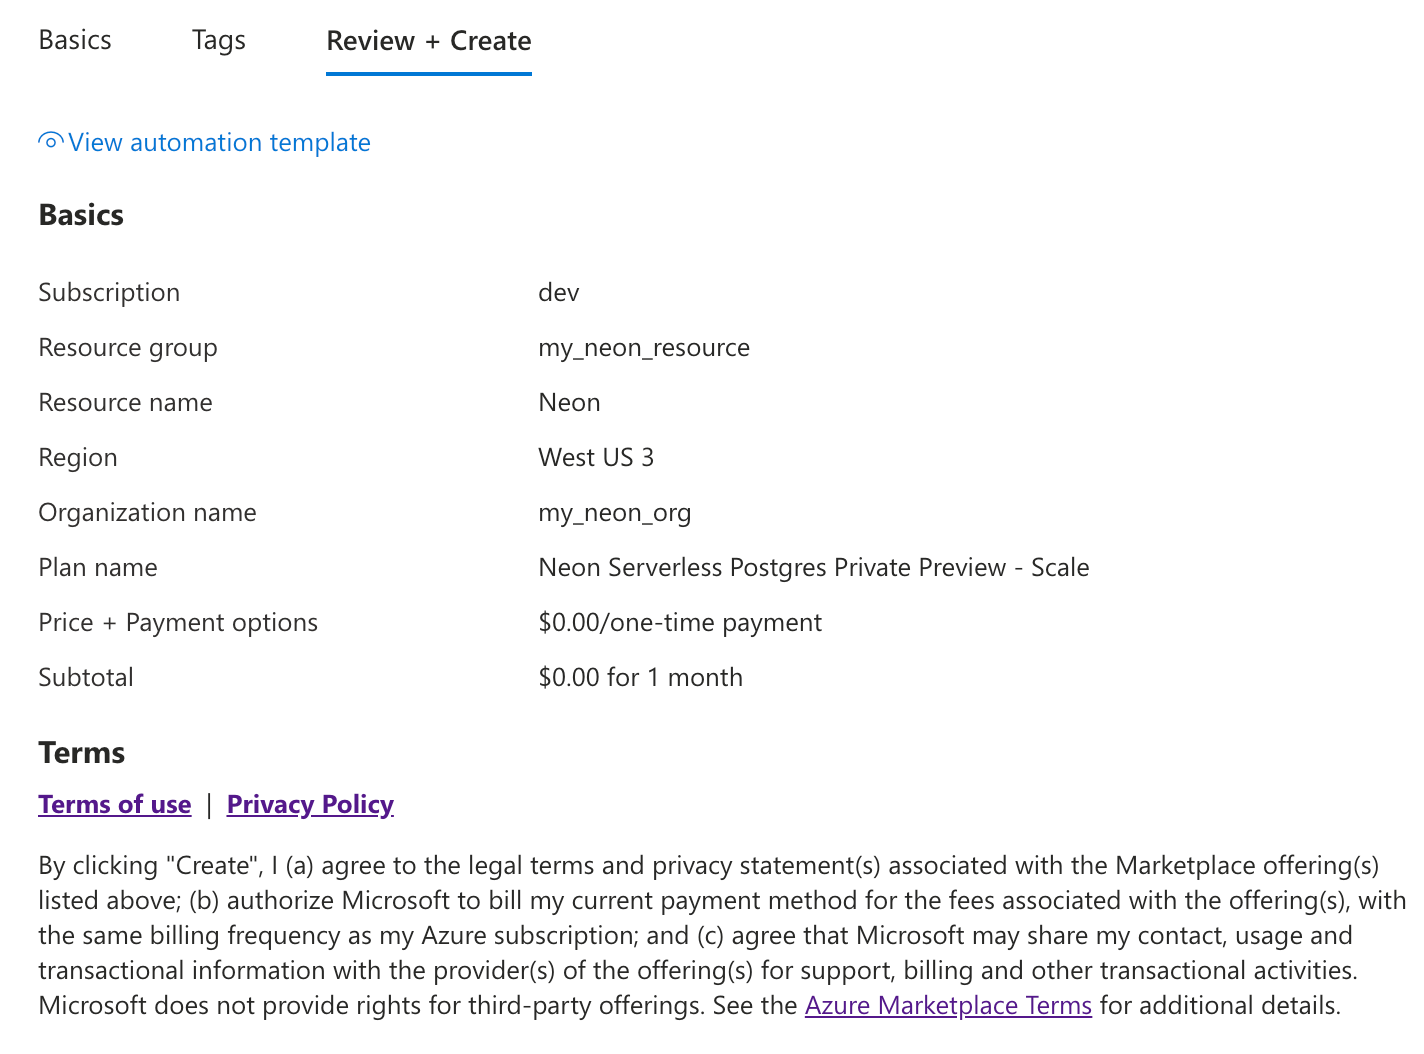 Basics Tags Review + Create
View automation template
Basics
Subscription dev
Resource group my_neon_resource
Resource name Neon
Region West US 3
Organization name my_neon_org
Plan name Neon Serverless Postgres Private Preview - Scale
Price + Payment options $0.00/one-time payment
Subtotal $0.00 for 1 month
Terms
Terms of use | Privacy Policy
By clicking "Create", I (a) agree to the legal terms and privacy statement(s) associated with the Marketplace offering(s)
listed above; (b) authorize Microsoft to bill my current payment method for the fees associated with the offering(s), with
the same billing frequency as my Azure subscription; and (c) agree that Microsoft may share my contact, usage and
transactional information with the provider(s) of the offering(s) for support, billing and other transactional activities.
Microsoft does not provide rights for third-party offerings. See the Azure Marketplace Terms for additional details.